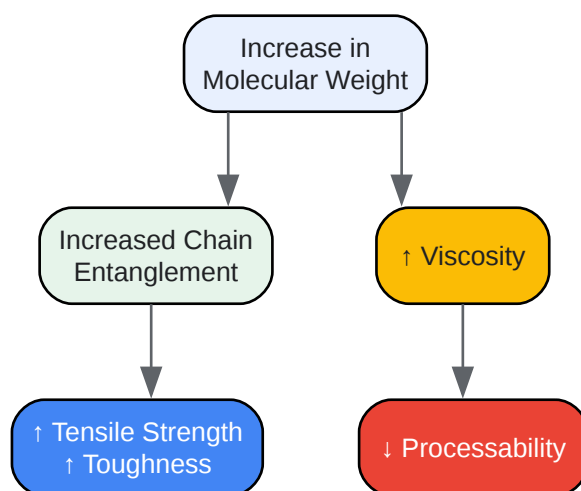 Increase in
Molecular Weight
Increased Chain
Entanglement
↑ Viscosity
↑ Tensile Strength
↑ Toughness
↓ Processability